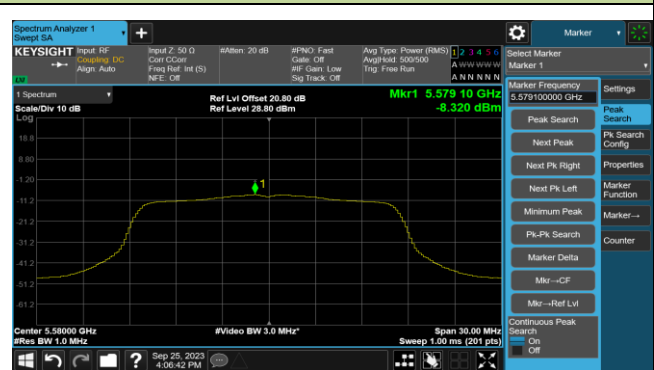 Spectrum Analyzer 1
Swept SA
+
Marker
KEYSIGHT
Input: RF
Coupling: DC
Align: Auto
Input Z: 50 Ω
Corr CCorr
Freq Ref: Int (S)
NFE: Off
#Atten: 20 dB
#PNO: Fast
Gate: Off
#IF Gain: Low
Sig Track: Off
Avg Type: Power (RMS)
Avg|Hold: 500/500
Trig: Free Run
1 2 3 4 5 6
A W W W W W
A N N N N N
LXI
Select Marker
Marker 1
1 Spectrum
Scale/Div 10 dB
Log
Ref Lvl Offset 20.80 dB
Ref Level 28.80 dBm
Mkr1 5.579 10 GHz
-8.320 dBm
18.8
8.80
-1.20
-11.2
-21.2
-31.2
-41.2
-51.2
-61.2
1
Center 5.58000 GHz
#Res BW 1.0 MHz
#Video BW 3.0 MHz*
Span 30.00 MHz
Sweep 1.00 ms (201 pts)
Marker Frequency
5.579100000 GHz
Peak Search
Next Peak
Next Pk Right
Next Pk Left
Minimum Peak
Pk-Pk Search
Marker Delta
Mkr→CF
Mkr→Ref Lvl
Continuous Peak
Search
On
Off
Settings
Peak
Search
Pk Search
Config
Properties
Marker
Function
Marker→
Counter
?
Sep 25, 2023
4:06:42 PM